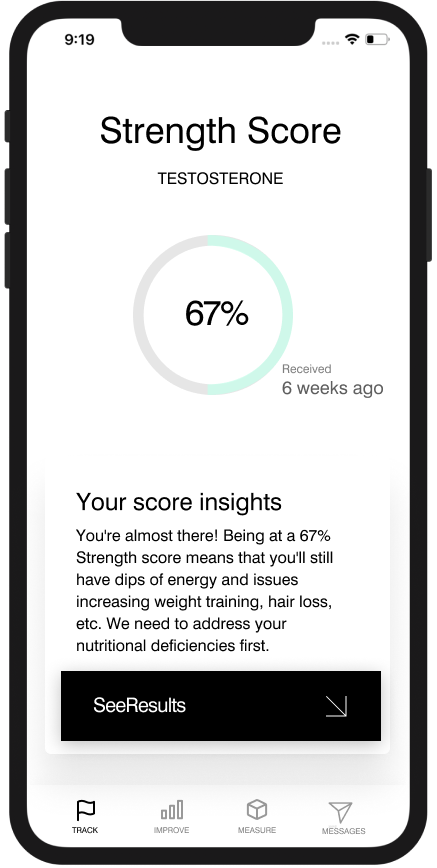 9:19
Strength Score
TESTOSTERONE
67%
Received
6 weeks ago
Your score insights
You're almost there! Being at a 67%
Strength score means that you'll still
have dips of energy and issues
increasing weight training, hair loss,
etc. We need to address your
nutritional deficiencies first.
SeeResults
TRACK
IMPROVE
MEASURE
MESSAGES